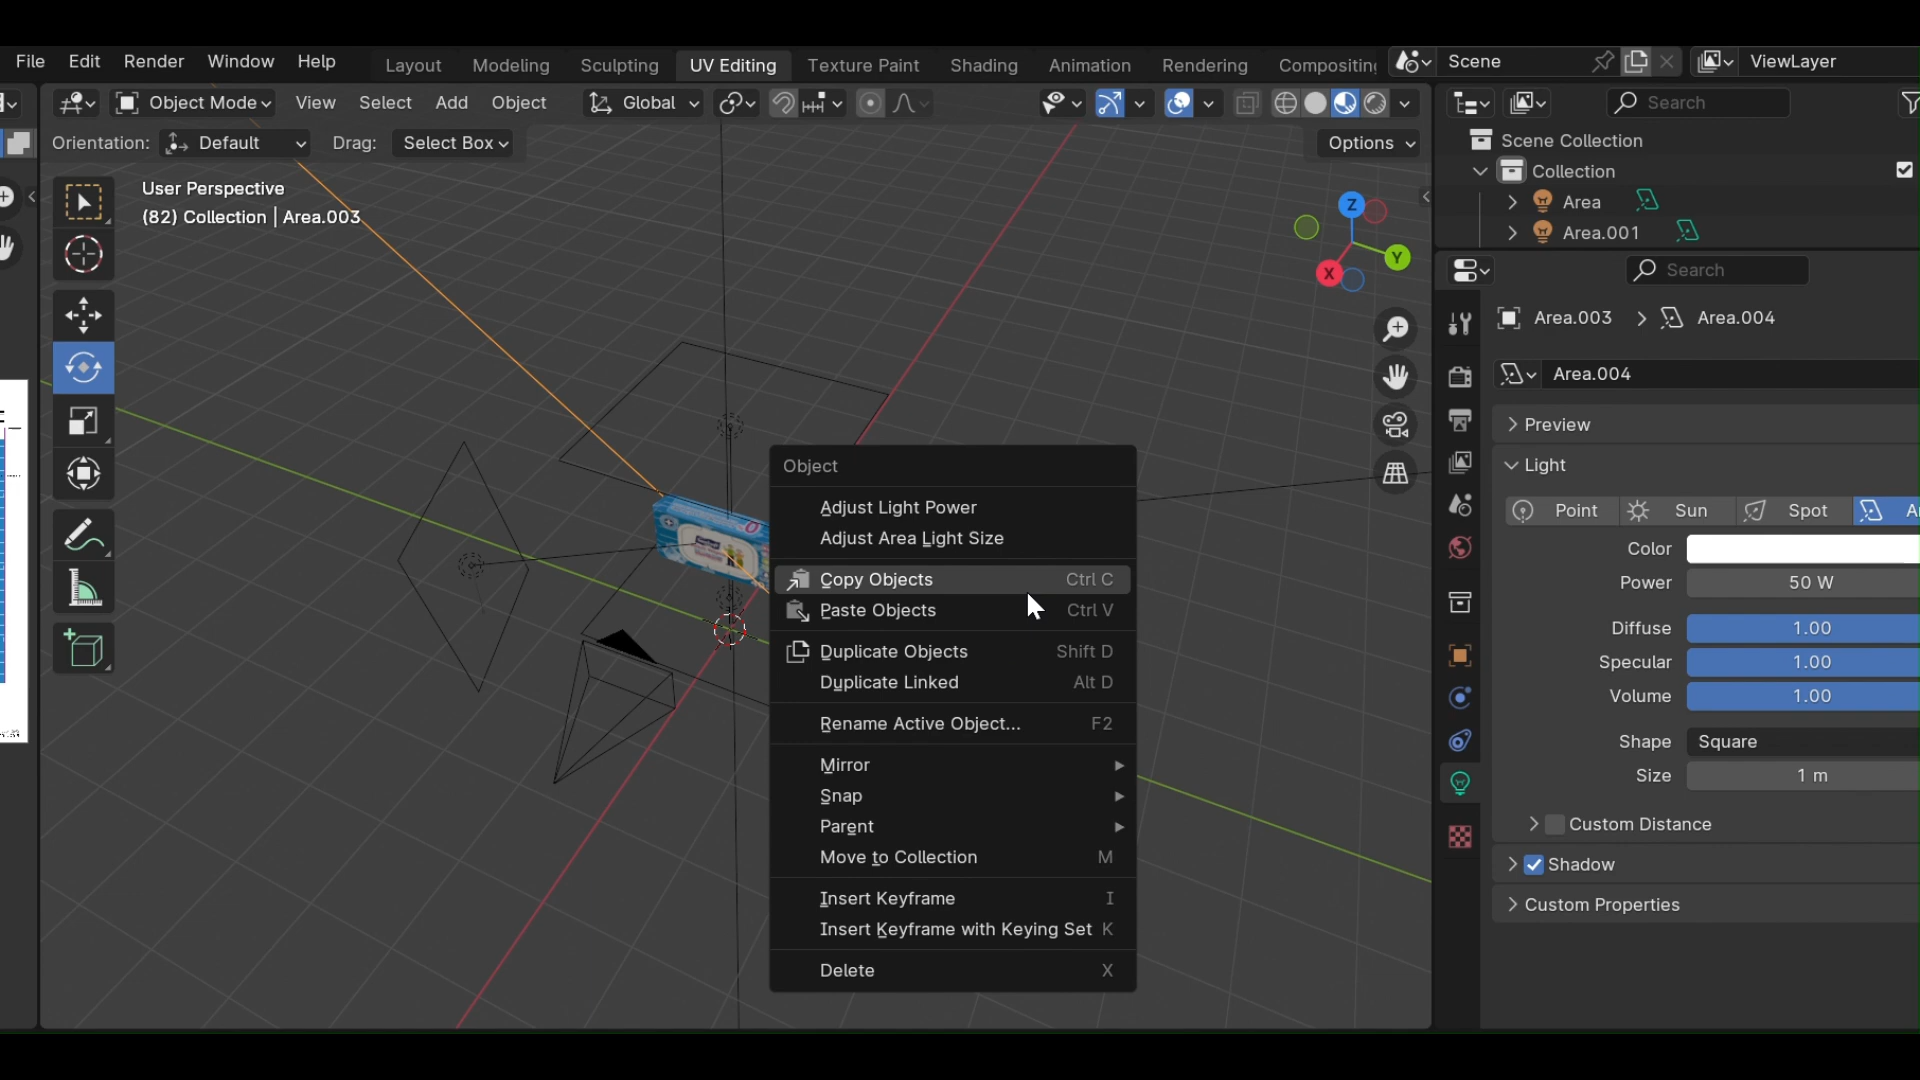 File Edit Render Window Help Layout Modeling Sculpting UV Editing Texture Paint Shading Animation Rendering Compositing Scene ViewLayer
Object Mode View Select Add Object Global Search
Orientation: Default Drag: Select Box Options
User Perspective
(82) Collection | Area.003
Z
Y
X
Scene Collection
Collection
Area
Area.001
Search
Area.003 > Area.004
Area.004
Preview
Light
Point Sun Spot
Color
Power 50 W
Diffuse 1.00
Specular 1.00
Volume 1.00
Shape Square
Size 1 m
Custom Distance
Shadow
Custom Properties
Object
Adjust Light Power
Adjust Area Light Size
Copy Objects Ctrl C
Paste Objects Ctrl V
Duplicate Objects Shift D
Duplicate Linked Alt D
Rename Active Object... F2
Mirror
Snap
Parent
Move to Collection M
Insert Keyframe I
Insert Keyframe with Keying Set K
Delete X